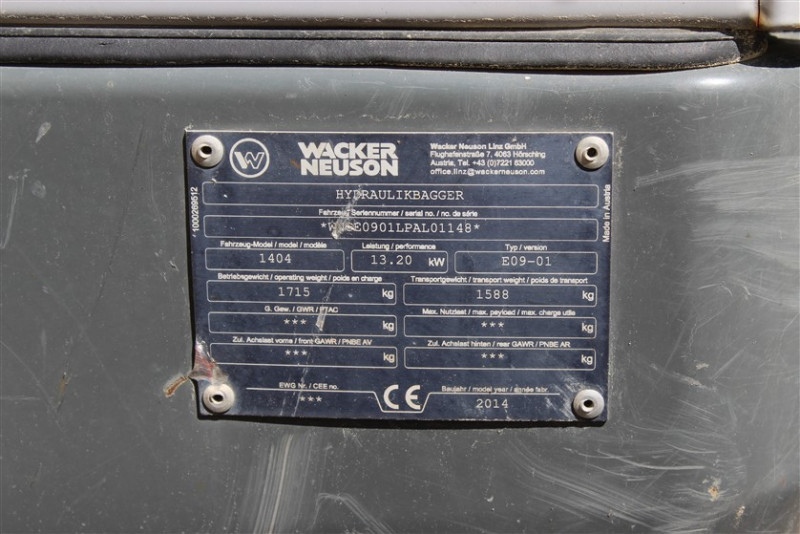 WACKER
NEUSON
Wacker Neuson Linz GmbH
Flughafenstraße 7, 4063 Hörsching
Austria, Tel. +43 (0)7221 63000
office.linz@wackerneuson.com
HYDRAULIKBAGGER
Fahrzeug Seriennummer / serial no. / no. de série
Fahrzeug-Model / model / modèle
1404
Leistung / performance
13.20 kW
Typ / version
E09-01
Betriebsgewicht / operating weight / poids en charge
1715 kg
Transportgewicht / transport weight / poids de transport
1588 kg
G. Gew. / GWR / PTAC
*** kg
Max. Nutzlast / max. payload / max. charge utile
*** kg
Zul. Achslast vorne / front GAWR / PNBE AV
*** kg
Zul. Achslast hinten / rear GAWR / PNBE AR
*** kg
EWG Nr. / CEE no.
***
CE
Baujahr / model year / année fabr.
2014
1000269512
Made in Austria